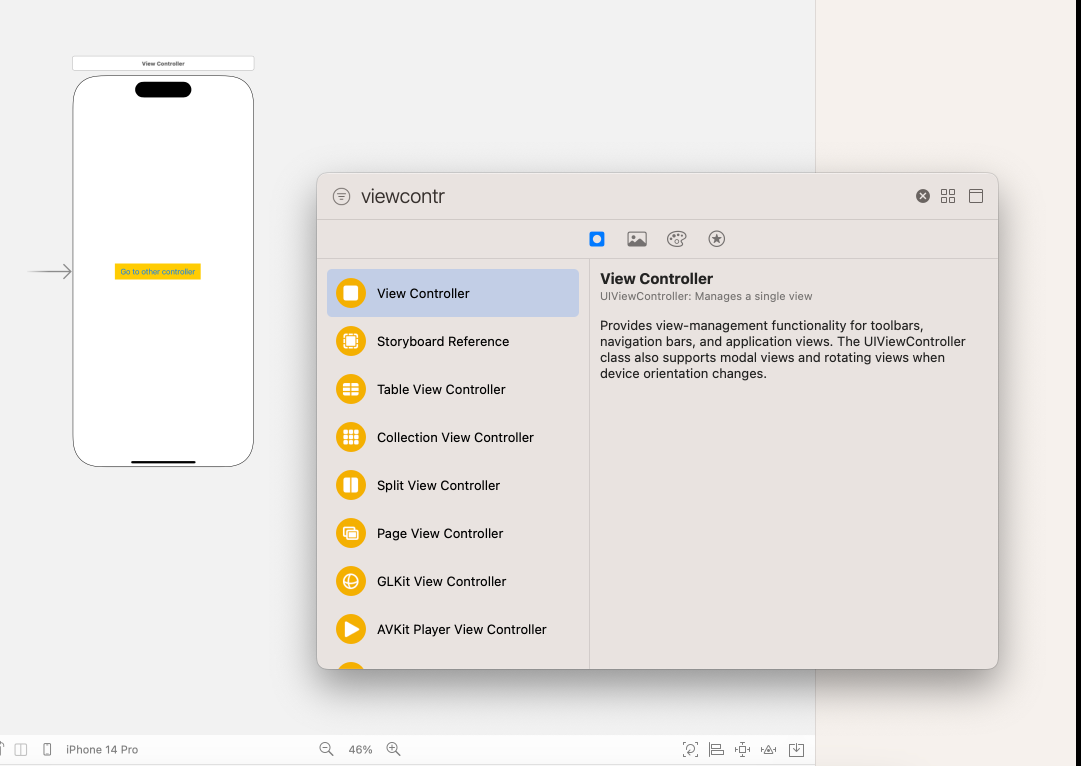 View Controller
Go to other controller
viewcontr
View Controller
Storyboard Reference
Table View Controller
Collection View Controller
Split View Controller
Page View Controller
GLKit View Controller
AVKit Player View Controller
View Controller
UIViewController: Manages a single view
Provides view-management functionality for toolbars,
navigation bars, and application views. The UIViewController
class also supports modal views and rotating views when
device orientation changes.
iPhone 14 Pro
46%